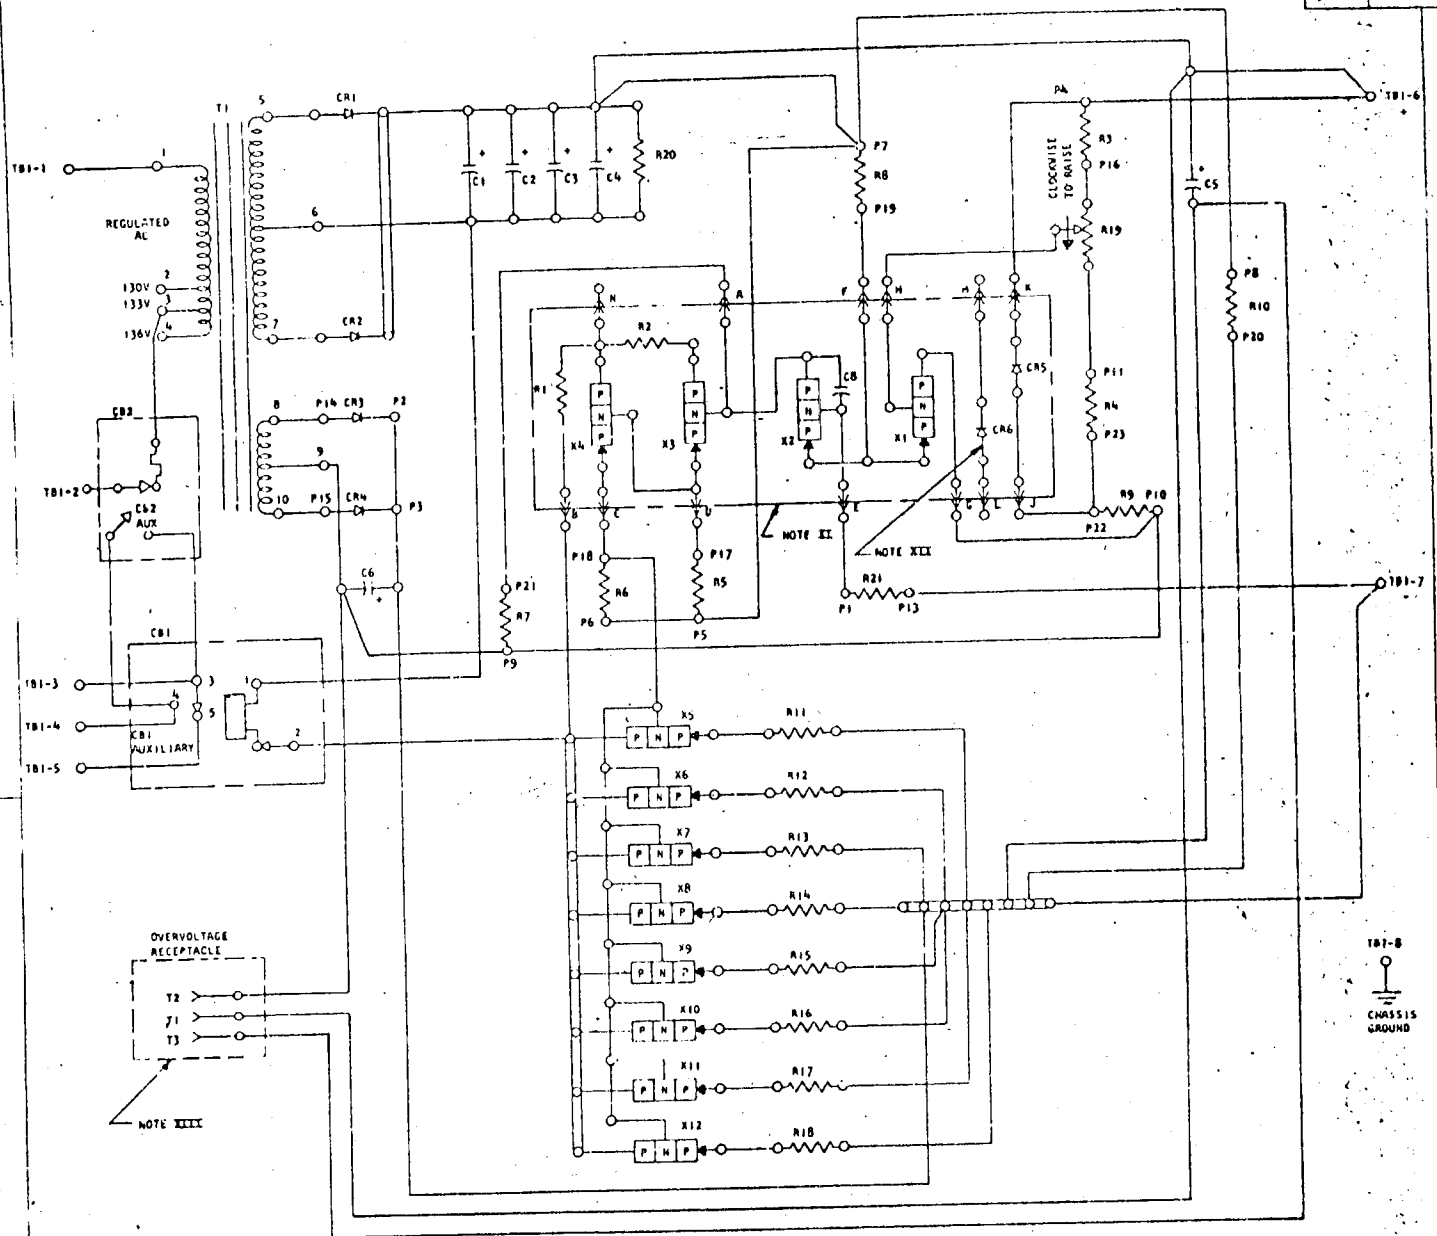 T1
5
CR1
P4
TB1-6
+
R3
P16
CLOCKWISE
TO RAISE
C5
+
TB1-1
1
+
C1
+
C2
+
C3
+
C4
R20
P7
R8
P19
REGULATED
AC
6
R19
2
130V
133V
3
136V
4
7
CR2
N
A
F
H
M
K
P8
R10
P20
R2
R1
C8
CR5
P11
R4
P23
8
P14
CR3
P2
P
N
P
X4
P
N
P
X3
P
N
P
X2
P
N
P
X1
CR6
9
TB1-2
CB2
AUX
10
P15
CR4
P3
B
C
E
G
L
J
R9
P10
P22
NOTE XI
NOTE XII
P18
P17
C6
+
P21
R7
R6
R5
P6
P5
P1
R21
P13
TB1-7
P9
CB1
TB1-3
3
1
4
5
2
TB1-4
CB1
AUXILIARY
TB1-5
X5
P N P
R11
X6
P N P
R12
X7
P N P
R13
X8
P N P
R14
X9
P N P
R15
X10
P N P
R16
X11
P N P
R17
X12
P N P
R18
OVERVOLTAGE
RECEPTACLE
T2
T1
T3
NOTE XIII
CHASSIS
GROUND